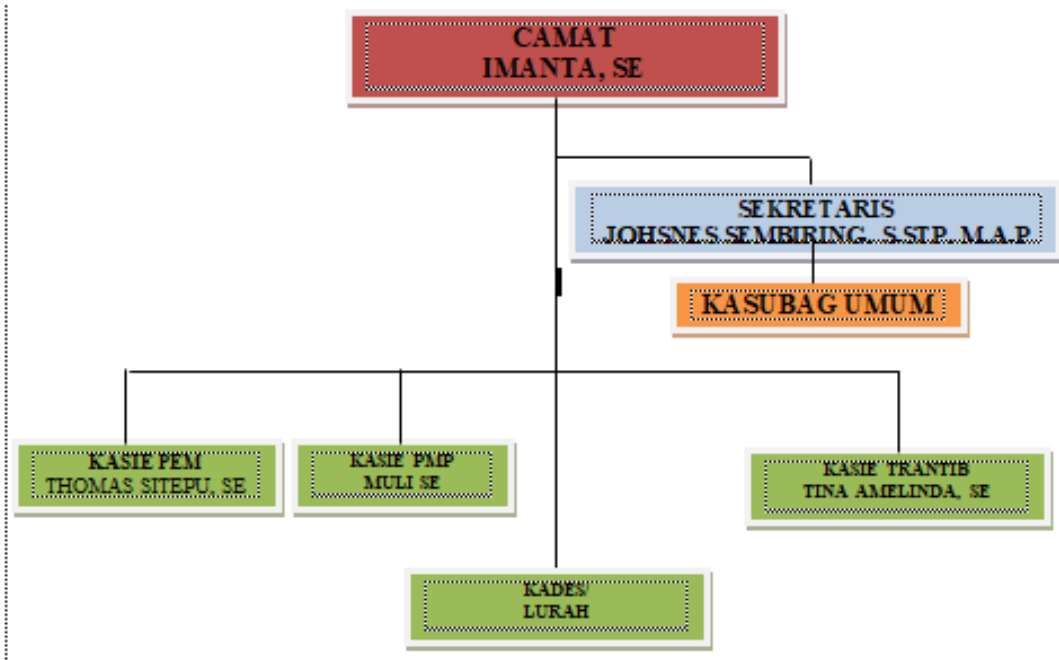 CAMAT
IMANTA, SE
SEKRETARIS
JOHSNES SEMBIRING, S.STP, M.A.P
KASUBAG UMUM
KASIE PEM
THOMAS SITEPU, SE
KASIE PMP
MULI SE
KASIE TRANTIB
TINA AMELINDA, SE
KADES/
LURAH